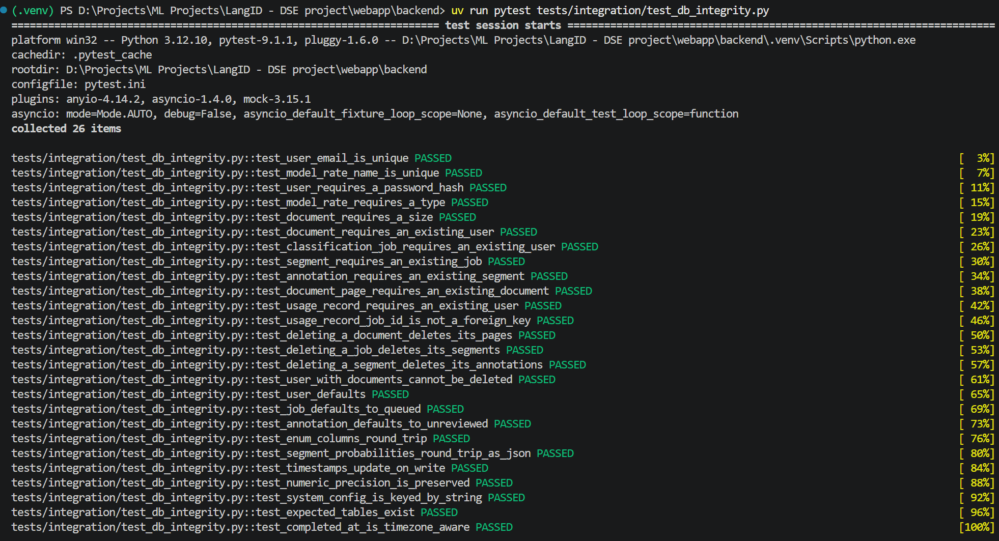 (.venv) PS D:\Projects\ML Projects\LangID - DSE project\webapp\backend> uv run pytest tests/integration/test_db_integrity.py
====================================================================== test session starts ======================================================================
platform win32 -- Python 3.12.10, pytest-9.1.1, pluggy-1.6.0 -- D:\Projects\ML Projects\LangID - DSE project\webapp\backend\.venv\Scripts\python.exe
cachedir: .pytest_cache
rootdir: D:\Projects\ML Projects\LangID - DSE project\webapp\backend
configfile: pytest.ini
plugins: anyio-4.14.2, asyncio-1.4.0, mock-3.15.1
asyncio: mode=Mode.AUTO, debug=False, asyncio_default_fixture_loop_scope=None, asyncio_default_test_loop_scope=function
collected 26 items

tests/integration/test_db_integrity.py::test_user_email_is_unique PASSED [  3%]
tests/integration/test_db_integrity.py::test_model_rate_name_is_unique PASSED [  7%]
tests/integration/test_db_integrity.py::test_user_requires_a_password_hash PASSED [ 11%]
tests/integration/test_db_integrity.py::test_model_rate_requires_a_type PASSED [ 15%]
tests/integration/test_db_integrity.py::test_document_requires_a_size PASSED [ 19%]
tests/integration/test_db_integrity.py::test_document_requires_an_existing_user PASSED [ 23%]
tests/integration/test_db_integrity.py::test_classification_job_requires_an_existing_user PASSED [ 26%]
tests/integration/test_db_integrity.py::test_segment_requires_an_existing_job PASSED [ 30%]
tests/integration/test_db_integrity.py::test_annotation_requires_an_existing_segment PASSED [ 34%]
tests/integration/test_db_integrity.py::test_document_page_requires_an_existing_document PASSED [ 38%]
tests/integration/test_db_integrity.py::test_usage_record_requires_an_existing_user PASSED [ 42%]
tests/integration/test_db_integrity.py::test_usage_record_job_id_is_not_a_foreign_key PASSED [ 46%]
tests/integration/test_db_integrity.py::test_deleting_a_document_deletes_its_pages PASSED [ 50%]
tests/integration/test_db_integrity.py::test_deleting_a_job_deletes_its_segments PASSED [ 53%]
tests/integration/test_db_integrity.py::test_deleting_a_segment_deletes_its_annotations PASSED [ 57%]
tests/integration/test_db_integrity.py::test_user_with_documents_cannot_be_deleted PASSED [ 61%]
tests/integration/test_db_integrity.py::test_user_defaults PASSED [ 65%]
tests/integration/test_db_integrity.py::test_job_defaults_to_queued PASSED [ 69%]
tests/integration/test_db_integrity.py::test_annotation_defaults_to_unreviewed PASSED [ 73%]
tests/integration/test_db_integrity.py::test_enum_columns_round_trip PASSED [ 76%]
tests/integration/test_db_integrity.py::test_segment_probabilities_round_trip_as_json PASSED [ 80%]
tests/integration/test_db_integrity.py::test_timestamps_update_on_write PASSED [ 84%]
tests/integration/test_db_integrity.py::test_numeric_precision_is_preserved PASSED [ 88%]
tests/integration/test_db_integrity.py::test_system_config_is_keyed_by_string PASSED [ 92%]
tests/integration/test_db_integrity.py::test_expected_tables_exist PASSED [ 96%]
tests/integration/test_db_integrity.py::test_completed_at_is_timezone_aware PASSED [100%]